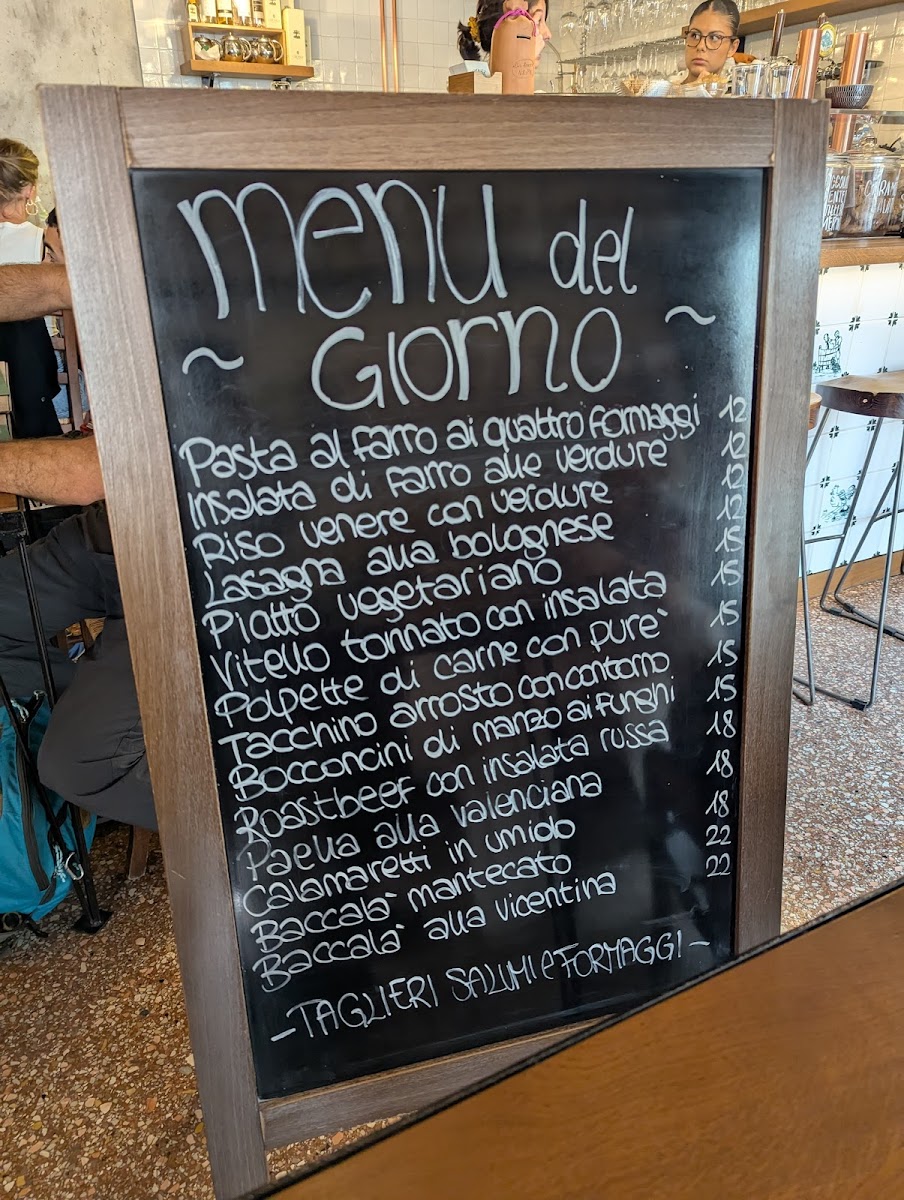 menu del
~ GIORNO ~
Pasta al farro ai quattro formaggi 12
Insalata di farro alle verdure 12
Riso venere con verdure 12
Lasagna alla bolognese 12
Piatto vegetariano 15
Vitello tonnato con insalata 15
Polpette di carne con purè 15
Tacchino arrosto con contorno 15
Bocconcini di manzo ai funghi 15
Roastbeef con insalata russa 18
Paella alla valenciana 18
Calamaretti in umido 18
Baccalà mantecato 22
Baccalà alla vicentina 22
- TAGLIERI SALUMI e FORMAGGI -